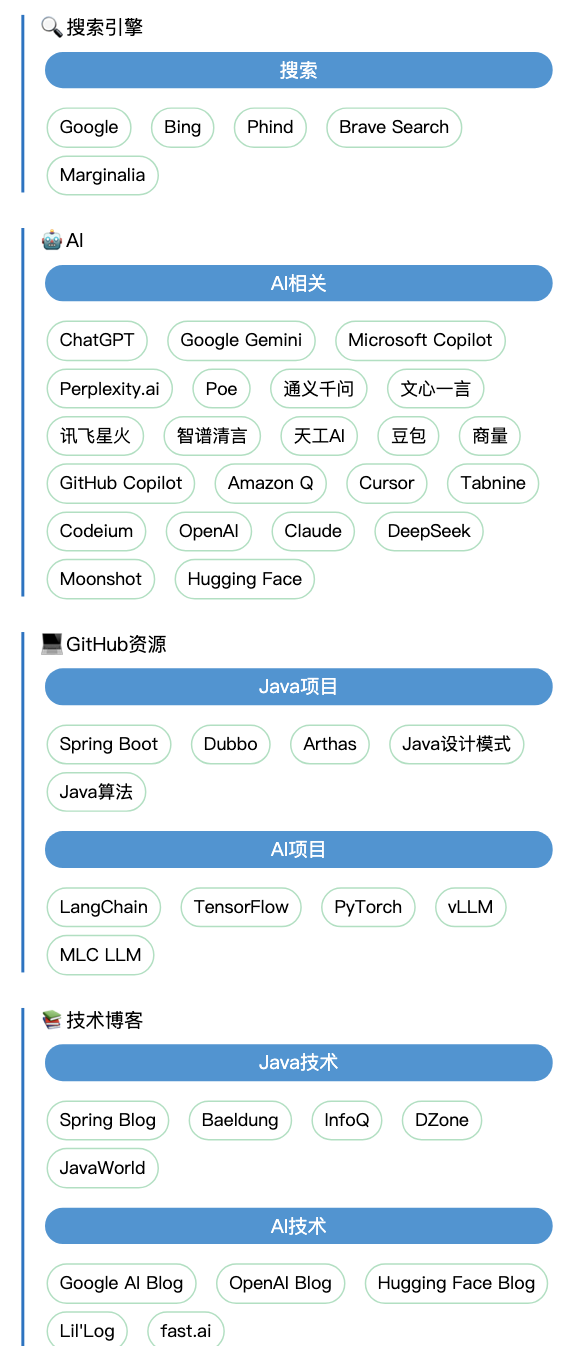 搜索引擎
搜索
Google Bing Phind Brave Search
Marginalia
AI
AI相关
ChatGPT Google Gemini Microsoft Copilot
Perplexity.ai Poe 通义千问 文心一言
讯飞星火 智谱清言 天工AI 豆包 商量
GitHub Copilot Amazon Q Cursor Tabnine
Codeium OpenAI Claude DeepSeek
Moonshot Hugging Face
GitHub资源
Java项目
Spring Boot Dubbo Arthas Java设计模式
Java算法
AI项目
LangChain TensorFlow PyTorch vLLM
MLC LLM
技术博客
Java技术
Spring Blog Baeldung InfoQ DZone
JavaWorld
AI技术
Google AI Blog OpenAI Blog Hugging Face Blog
Lil'Log fast.ai